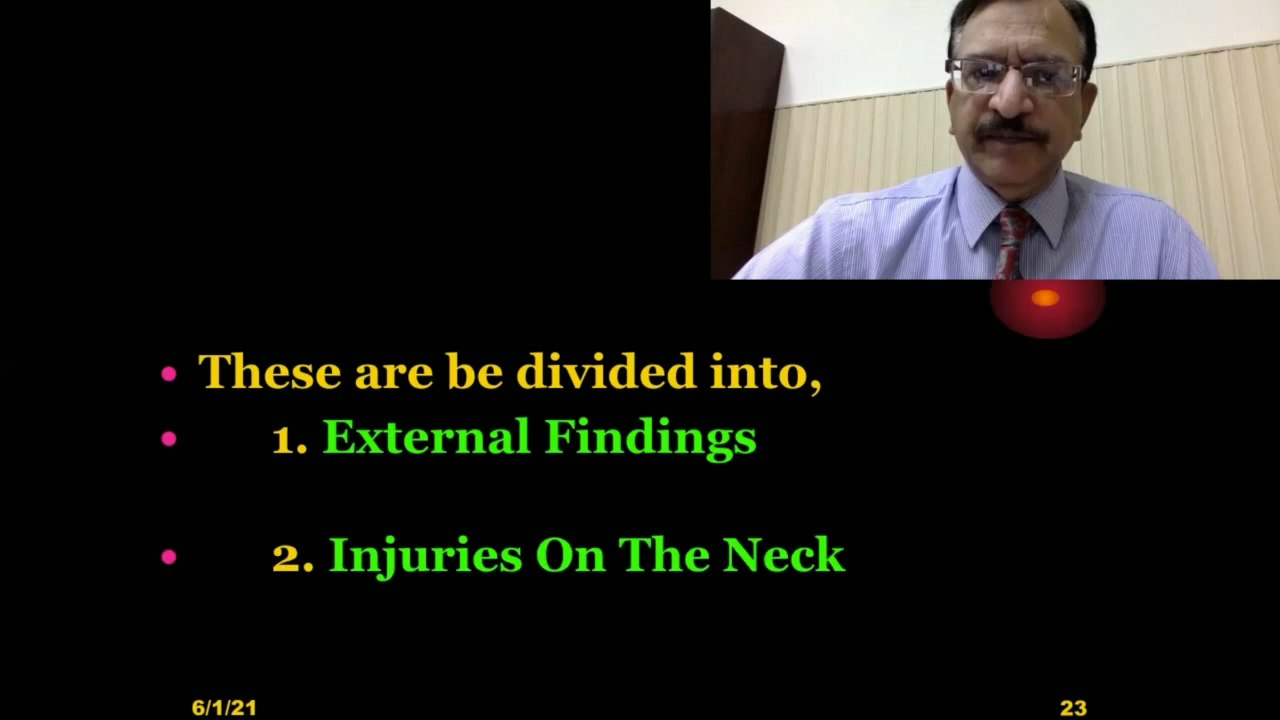 • These are be divided into,
• 1. External Findings
• 2. Injuries On The Neck
6/1/21
23